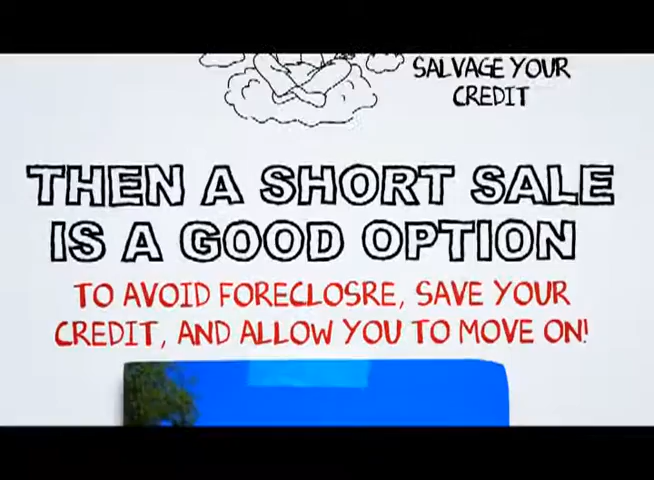 SALVAGE YOUR
CREDIT
THEN A SHORT SALE
IS A GOOD OPTION
TO AVOID FORECLOSRE, SAVE YOUR
CREDIT, AND ALLOW YOU TO MOVE ON!